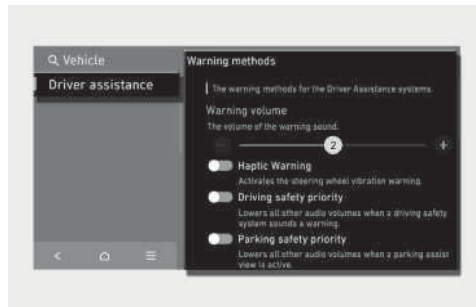 Vehicle
Driver assistance
Warning methods
The warning methods for the Driver Assistance systems.
Warning volume
The volume of the warning sound.
2
+
Haptic Warning
Activates the steering wheel vibration warning.
Driving safety priority
Lowers all other audio volumes when a driving safety
system sounds a warning.
Parking safety priority
Lowers all other audio volumes when a parking assist
view is active.